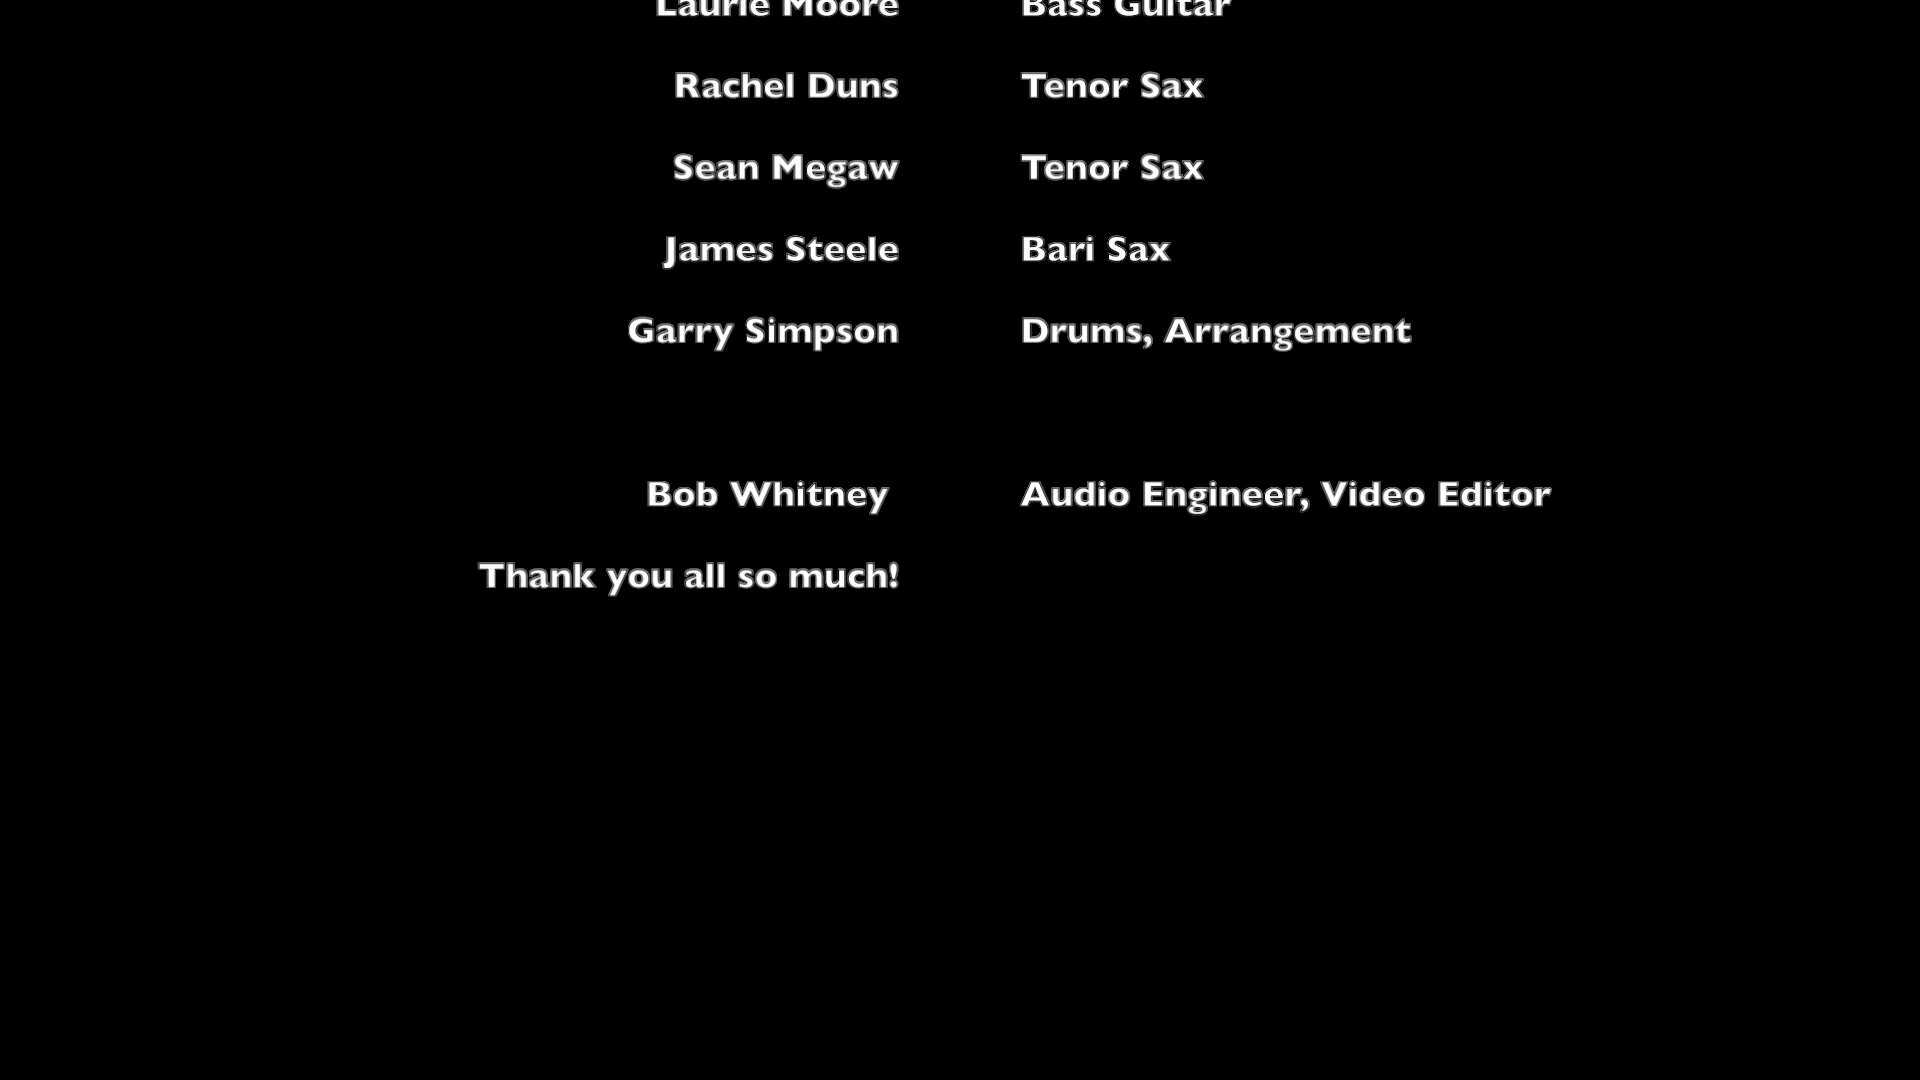 Laurie Moore Bass Guitar
Rachel Duns Tenor Sax
Sean Megaw Tenor Sax
James Steele Bari Sax
Garry Simpson Drums, Arrangement
Bob Whitney Audio Engineer, Video Editor
Thank you all so much!